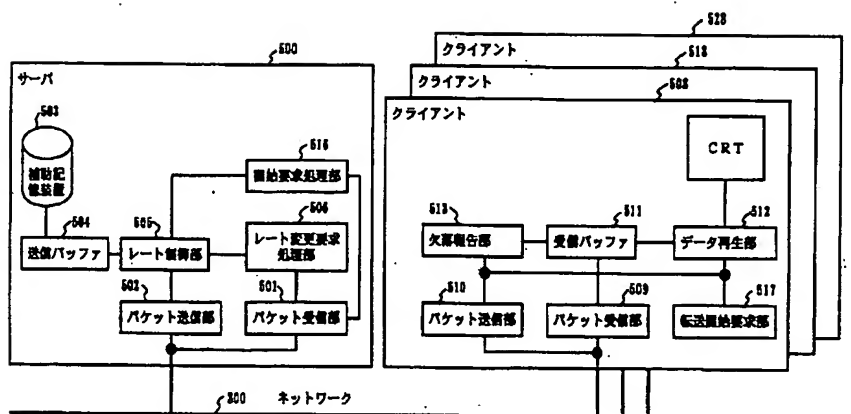 528
クライアント
500
518
サーバ
クライアント
508
クライアント
503
CRT
補助記
憶装置
516
開始要求処理部
504
505
506
513
511
512
送信バッファ
レート制御部
レート変更要求
処理部
欠落報告部
受信バッファ
データ再生部
502
501
510
509
517
パケット送信部
パケット受信部
パケット送信部
パケット受信部
転送開始要求部
300
ネットワーク